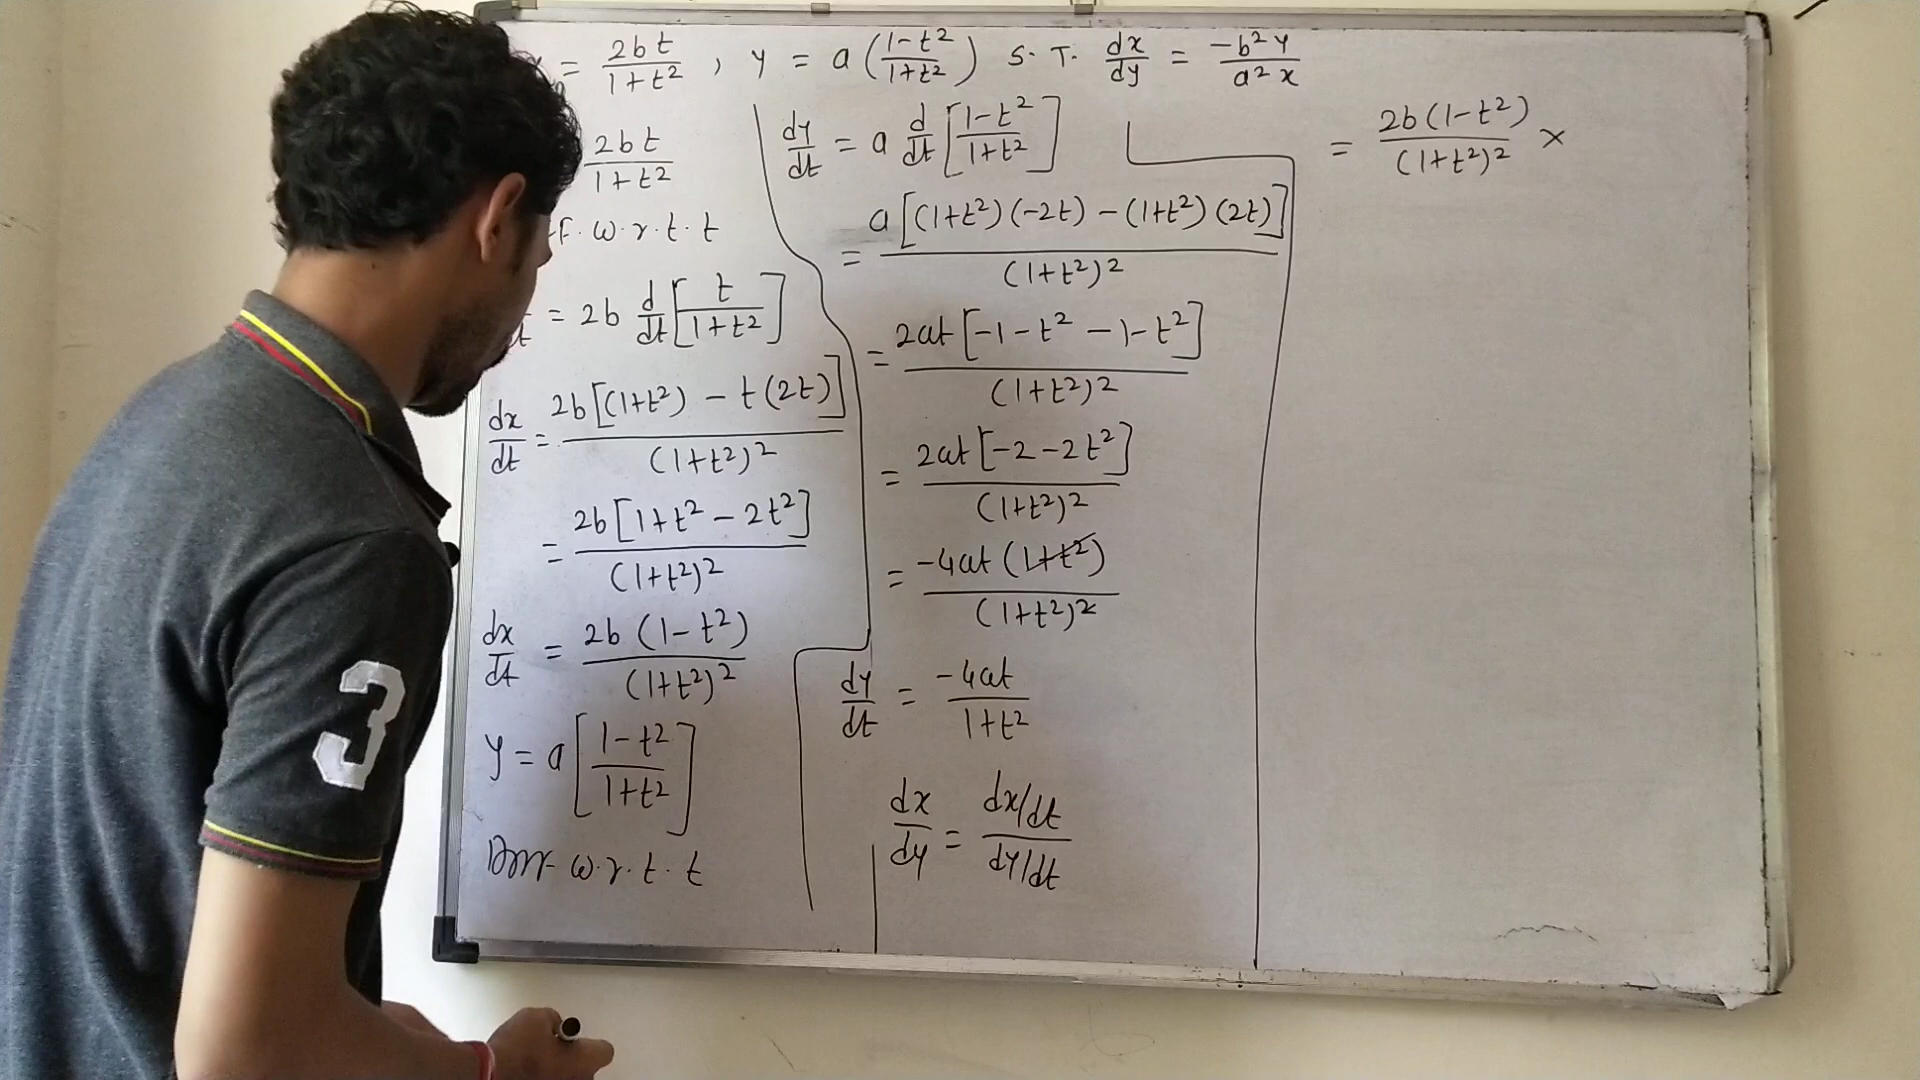 x = 2bt/(1+t²), y = a((1-t²)/(1+t²)) S.T. dx/dy = -b²y/(a²x)
2bt/(1+t²)
w.r.t. t
= 2b d/dt[t/(1+t²)]
dx/dt = 2b[(1+t²) - t(2t)]/(1+t²)²
= 2b[1+t² - 2t²]/(1+t²)²
dx/dt = 2b(1-t²)/(1+t²)²
y = a[(1-t²)/(1+t²)]
Diff w.r.t. t
dy/dt = a d/dt[(1-t²)/(1+t²)]
= a[(1+t²)(-2t) - (1+t²)(2t)]/(1+t²)²
= 2at[-1-t² - 1-t²]/(1+t²)²
= 2at[-2-2t²]/(1+t²)²
= -4at(1+t²)/(1+t²)²
dy/dt = -4at/(1+t²)
dx/dy = (dx/dt)/(dy/dt)
= 2b(1-t²)/(1+t²)² ×
3